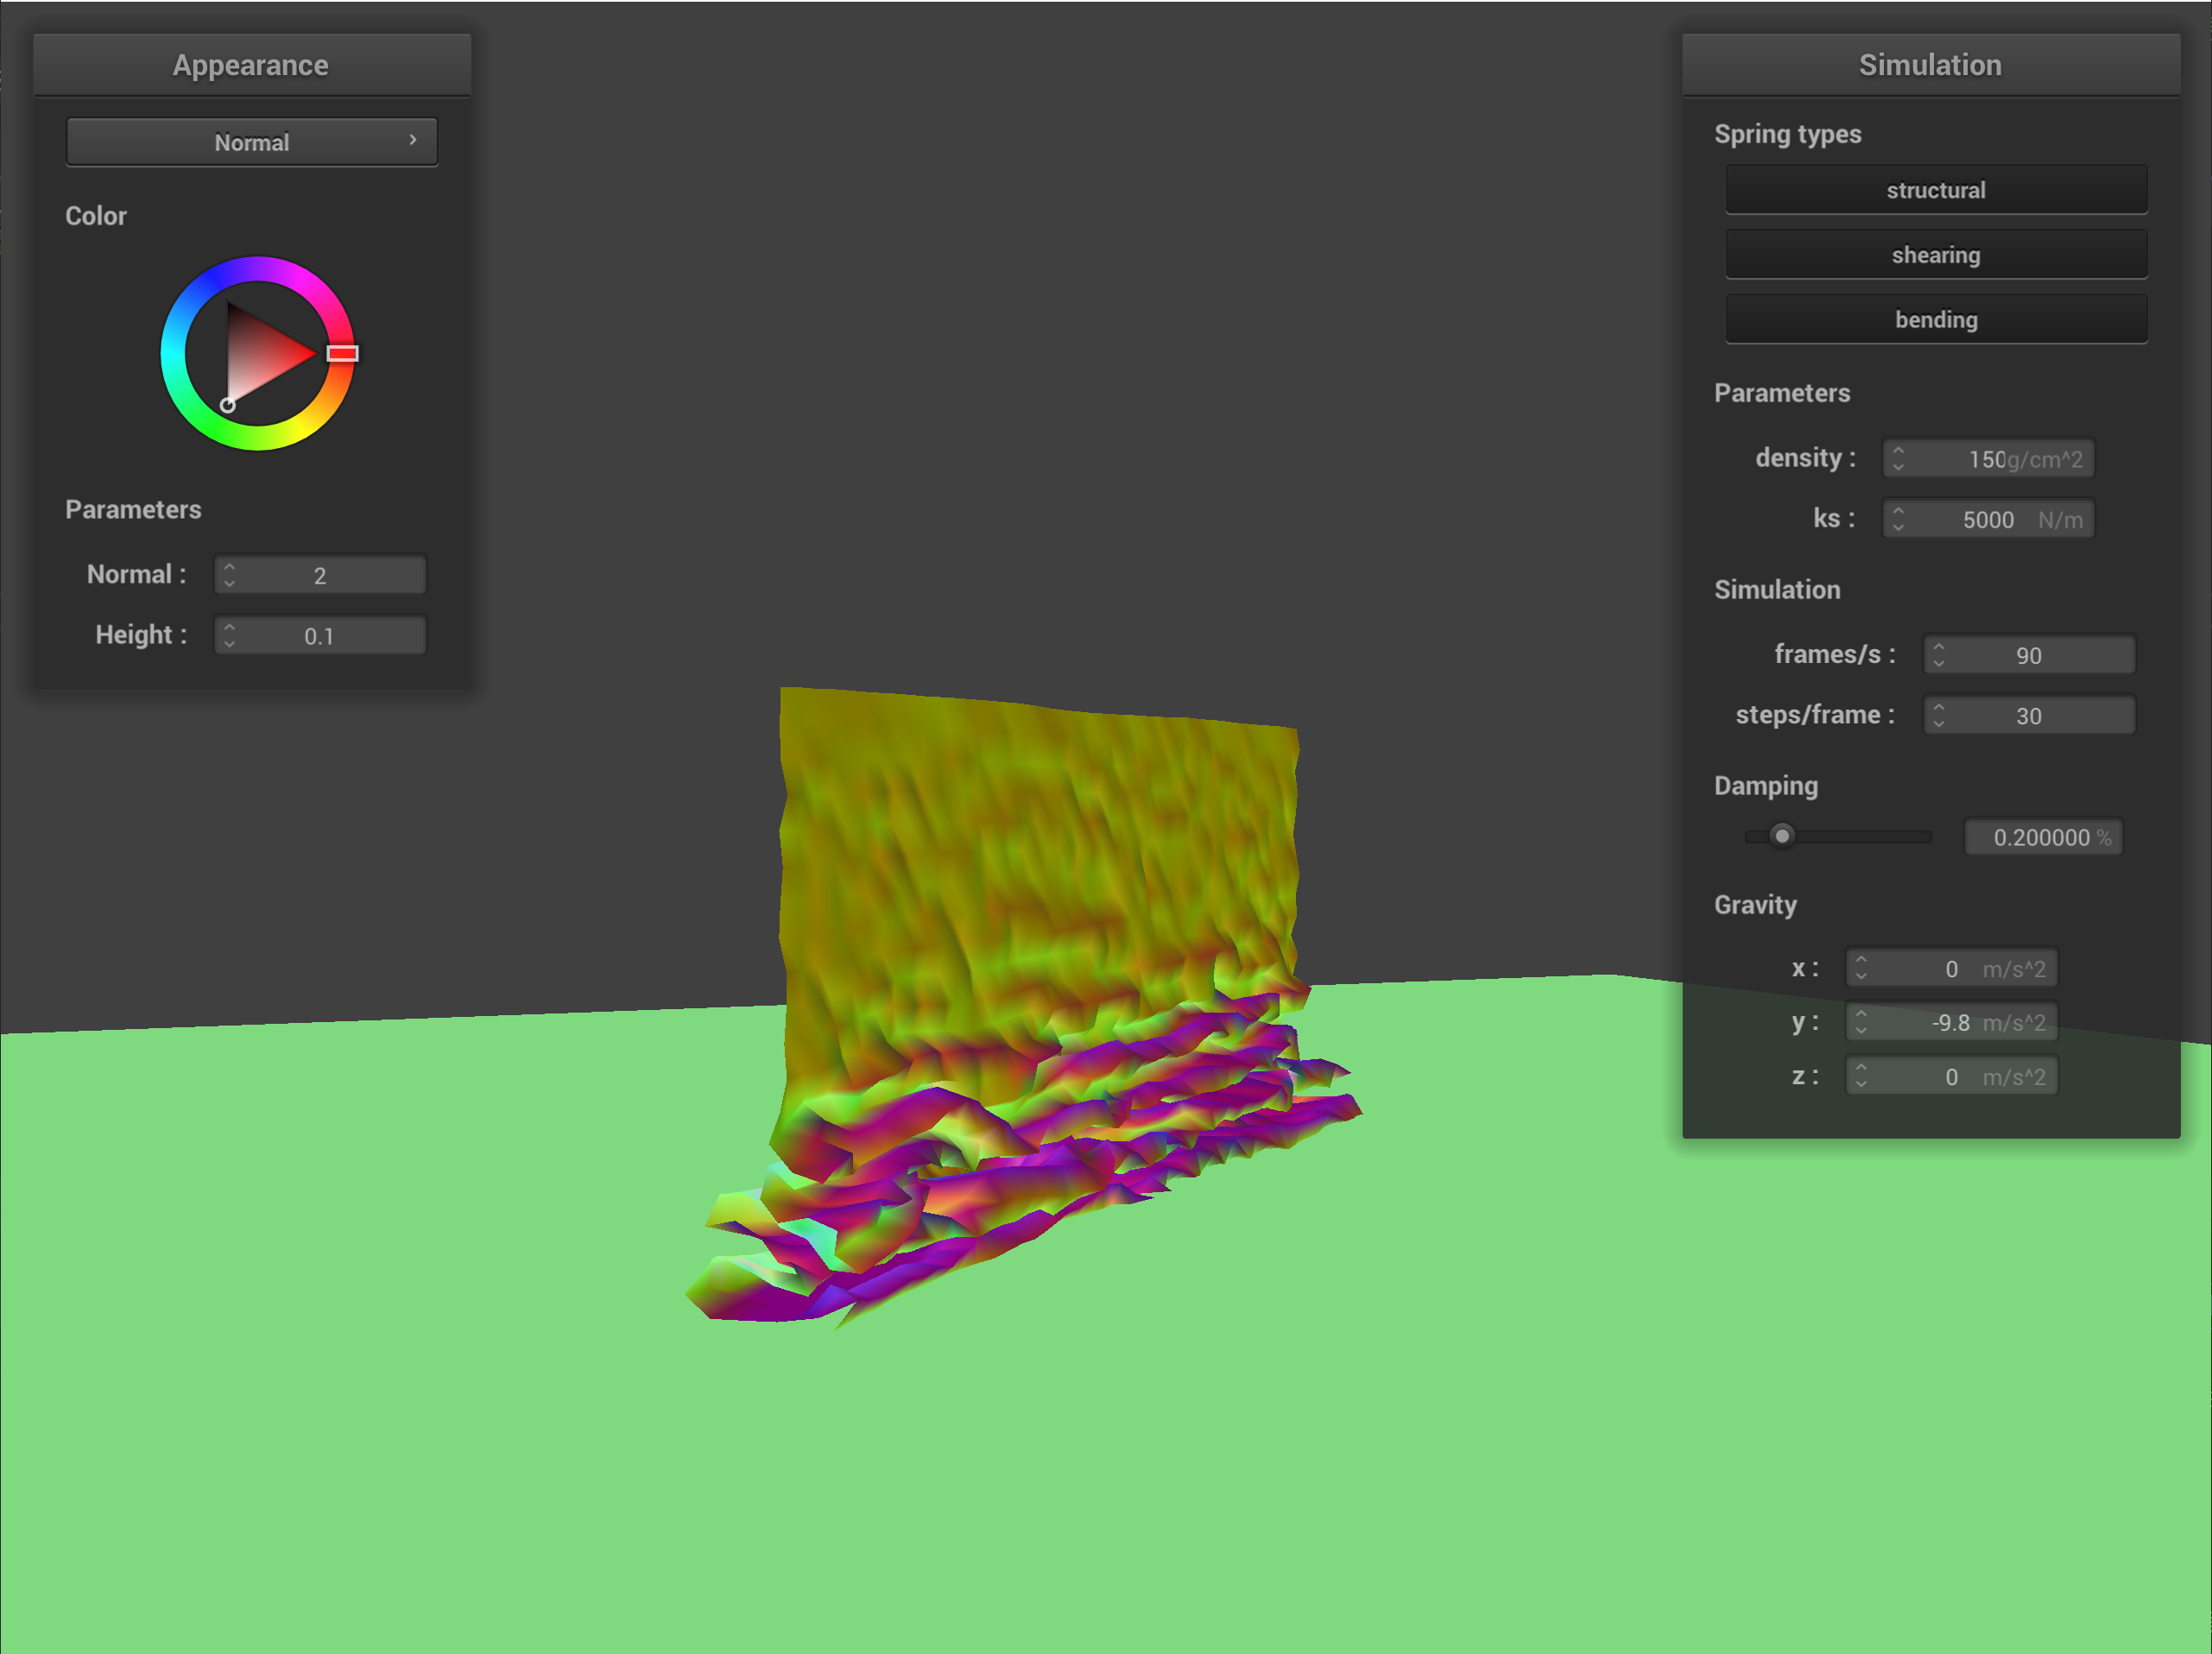 Appearance
Normal
Color
Parameters
Normal : 2
Height : 0.1
Simulation
Spring types
structural
shearing
bending
Parameters
density : 150g/cm^2
ks : 5000 N/m
Simulation
frames/s : 90
steps/frame : 30
Damping
0.200000 %
Gravity
x : 0 m/s^2
y : -9.8 m/s^2
z : 0 m/s^2